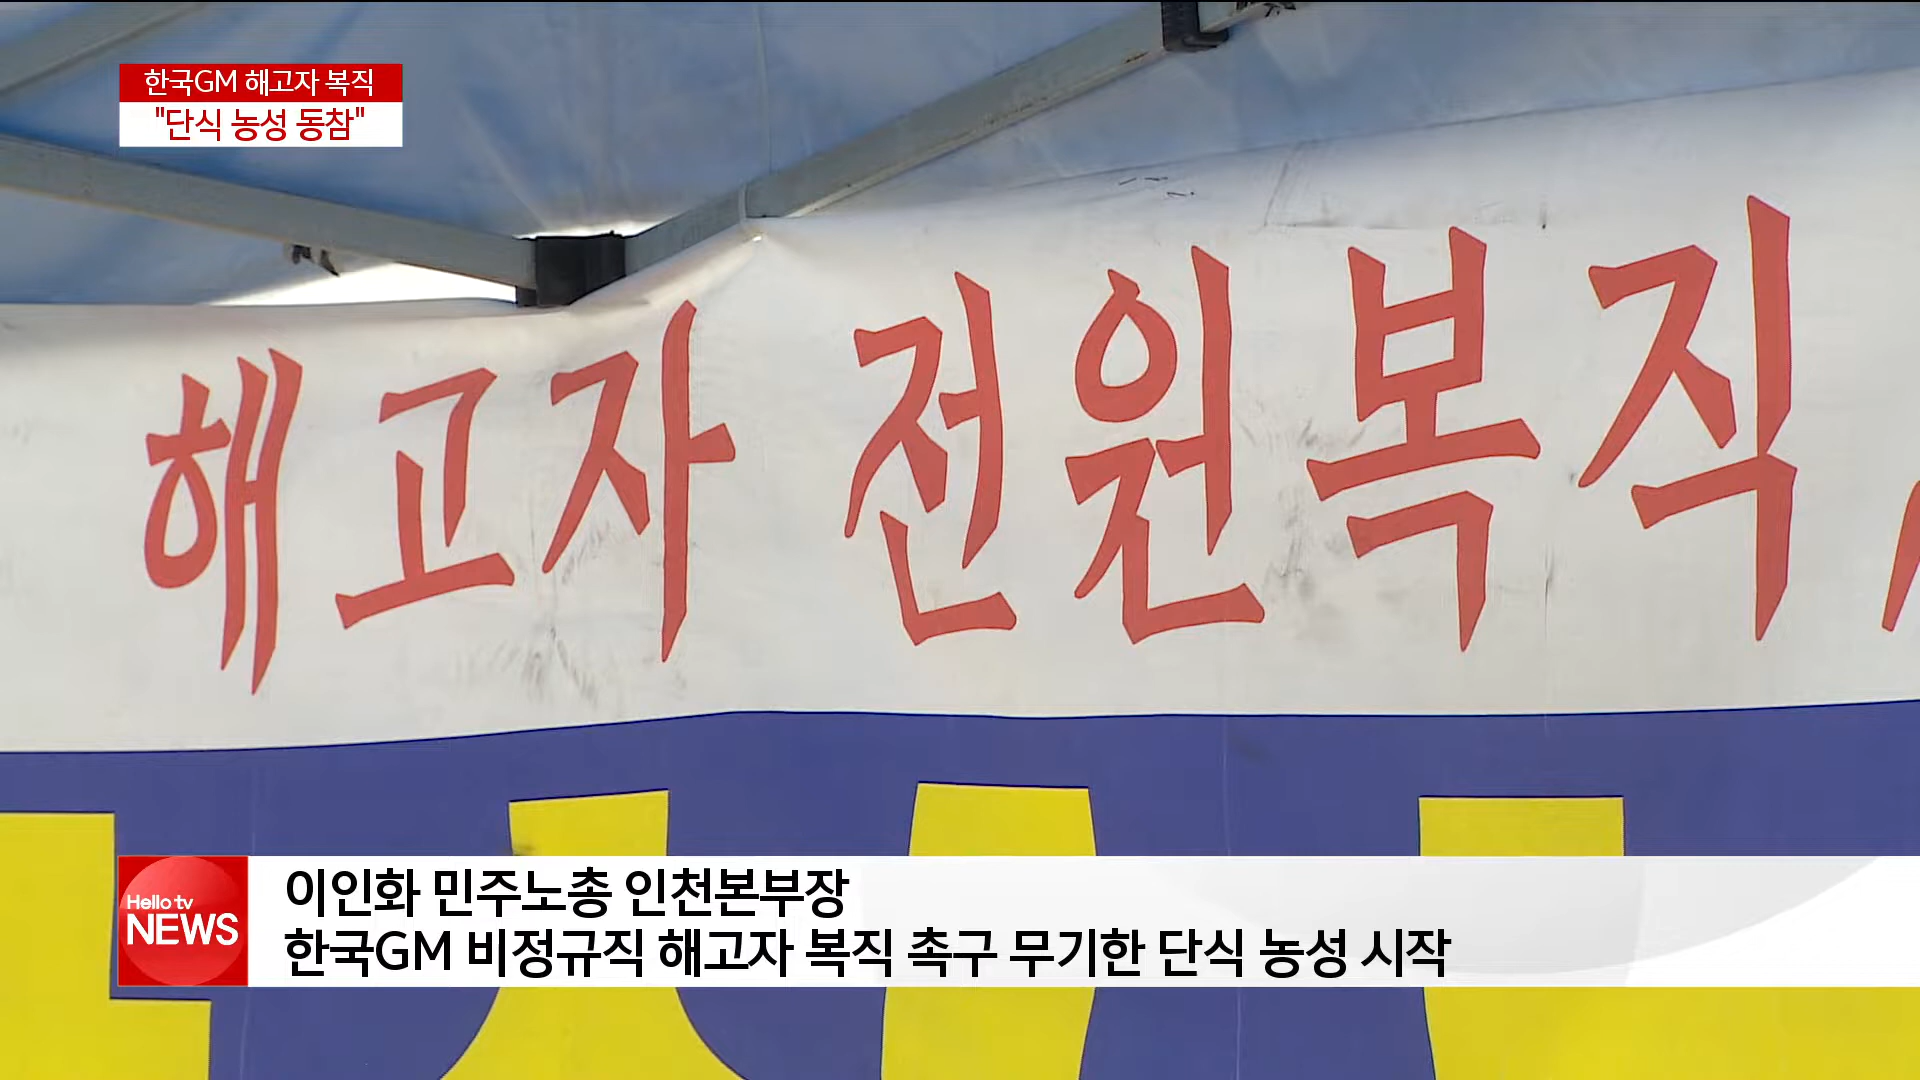 한국GM 해고자 복직
"단식 농성 동참"
해고자 전원복직,
Hello tv
NEWS
이인화 민주노총 인천본부장
한국GM 비정규직 해고자 복직 촉구 무기한 단식 농성 시작